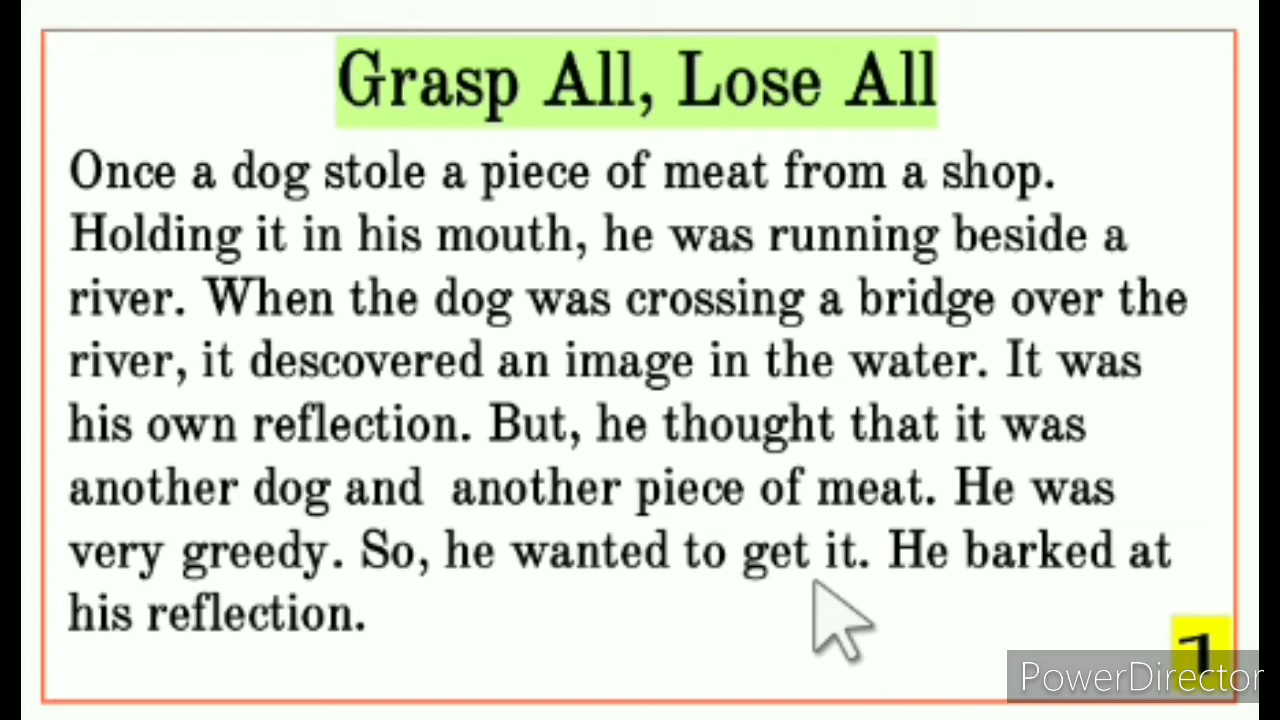 Grasp All, Lose All
Once a dog stole a piece of meat from a shop.
Holding it in his mouth, he was running beside a
river. When the dog was crossing a bridge over the
river, it descovered an image in the water. It was
his own reflection. But, he thought that it was
another dog and another piece of meat. He was
very greedy. So, he wanted to get it. He barked at
his reflection.
1
PowerDirector